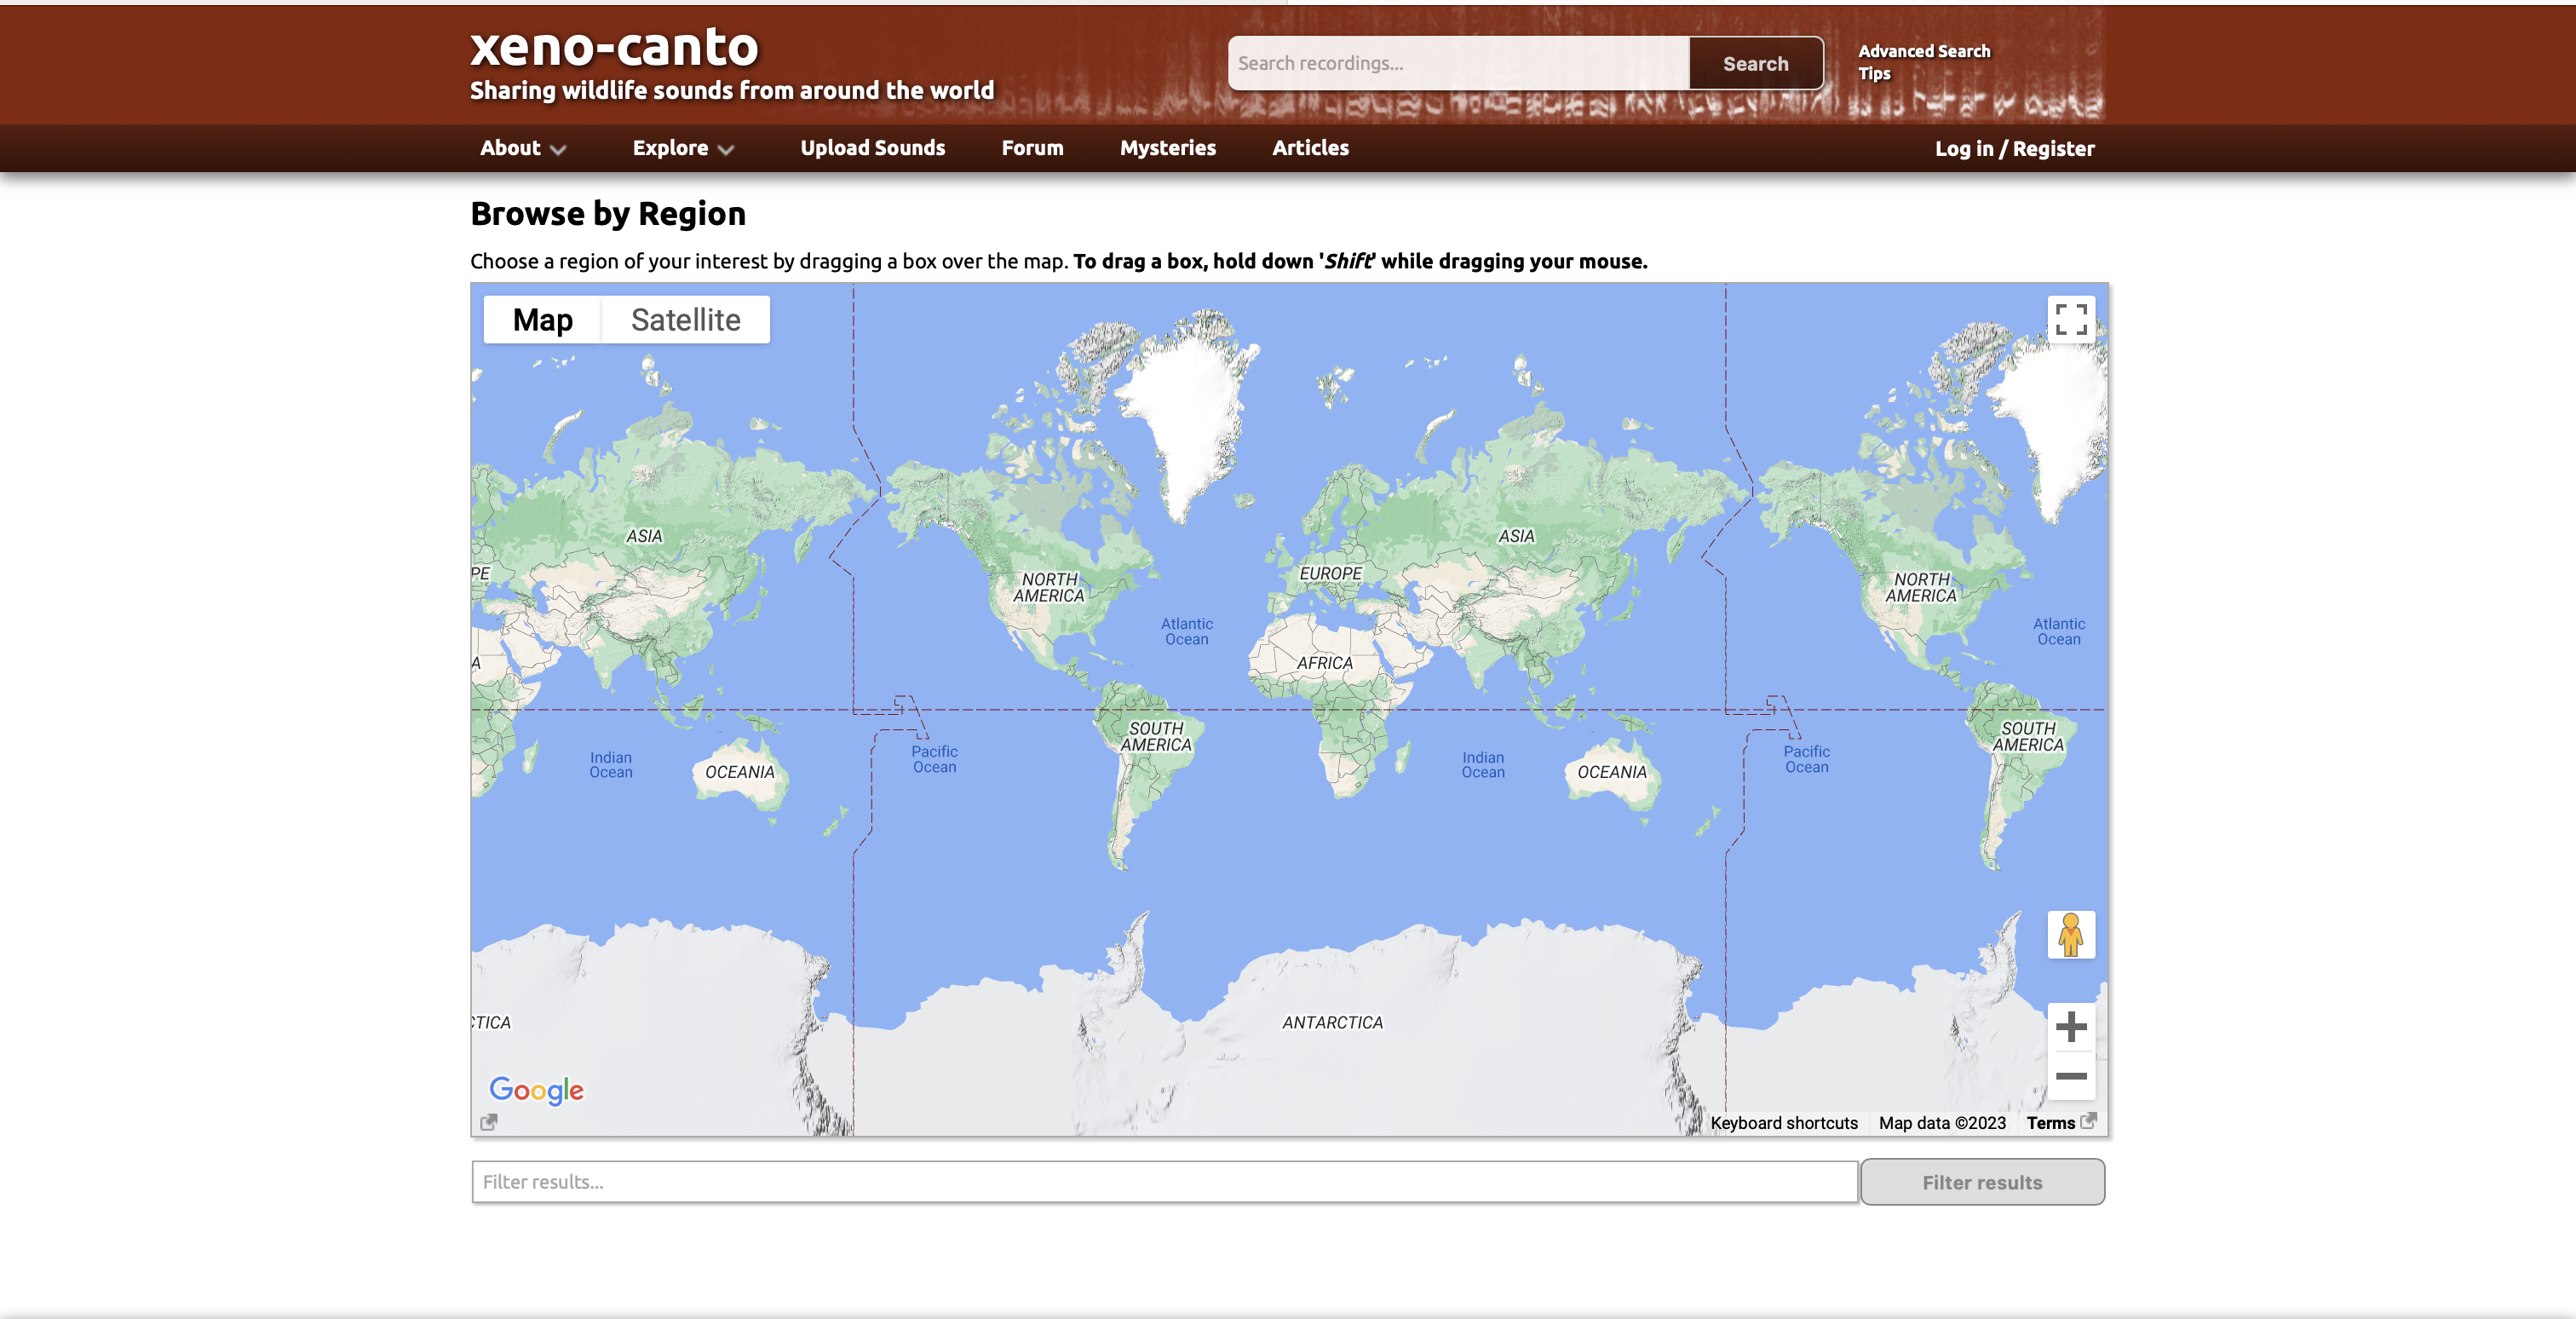 xeno-canto
Sharing wildlife sounds from around the world
Search recordings...
Search
Advanced Search
Tips
About
Explore
Upload Sounds
Forum
Mysteries
Articles
Log in / Register
Browse by Region
Choose a region of your interest by dragging a box over the map. To drag a box, hold down 'Shift' while dragging your mouse.
Map
Satellite
ASIA
ASIA
PE
NORTH
AMERICA
EUROPE
NORTH
AMERICA
Atlantic
Ocean
Atlantic
Ocean
A
AFRICA
SOUTH
AMERICA
SOUTH
AMERICA
Indian
Ocean
OCEANIA
Pacific
Ocean
Indian
Ocean
OCEANIA
Pacific
Ocean
CTICA
ANTARCTICA
Google
Keyboard shortcuts
Map data ©2023
Terms
Filter results...
Filter results